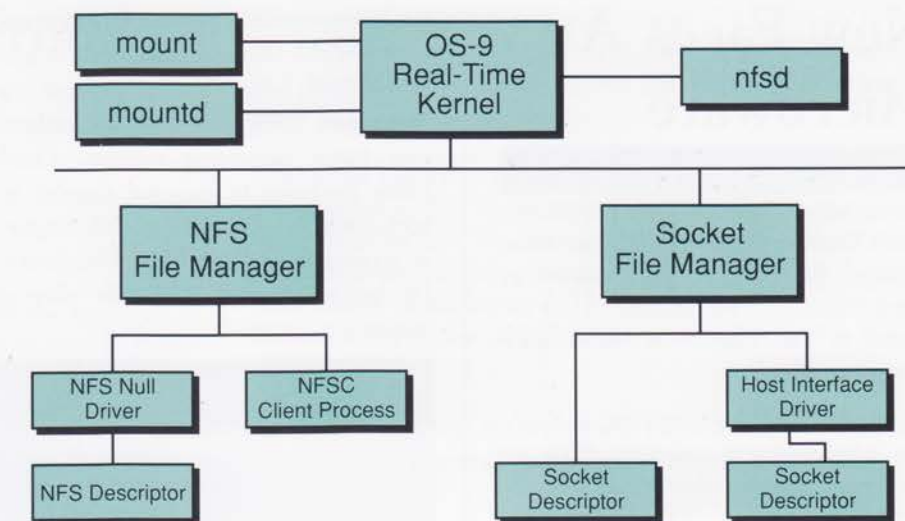 mount
mountd
OS-9
Real-Time
Kernel
nfsd
NFS
File Manager
Socket
File Manager
NFS Null
Driver
NFSC
Client Process
Host Interface
Driver
NFS Descriptor
Socket
Descriptor
Socket
Descriptor